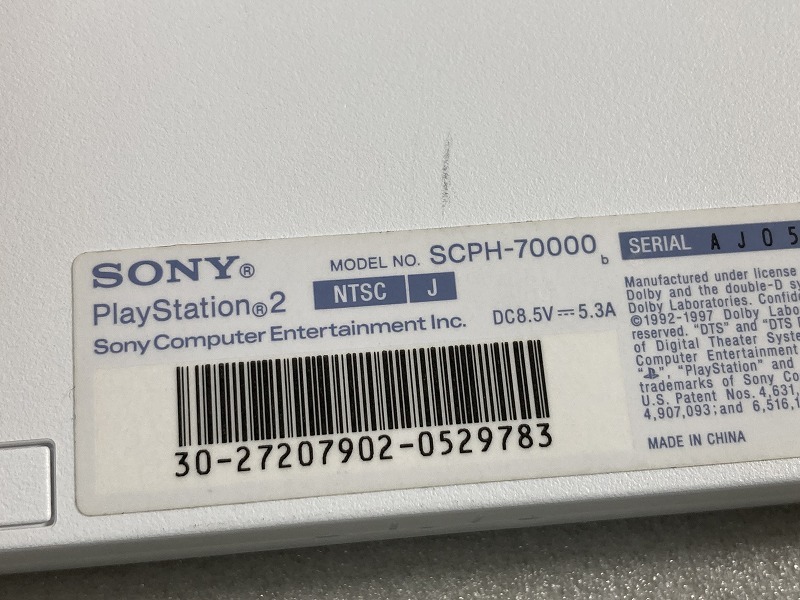 SONY®
PlayStation®2
Sony Computer Entertainment Inc.
MODEL NO. SCPH-70000 b
NTSC J
DC8.5V⎓5.3A
30-27207902-0529783
SERIAL AJ05
Manufactured under license
Dolby and the double-D sy
Dolby Laboratories. Confid
©1992-1997 Dolby Labo
reserved. "DTS" and "DTS
of Digital Theater Syste
Computer Entertainment
" ", "PlayStation" and
trademarks of Sony Co
U.S. Patent Nos. 4,631,
4,907,093; and 6,516,1
MADE IN CHINA